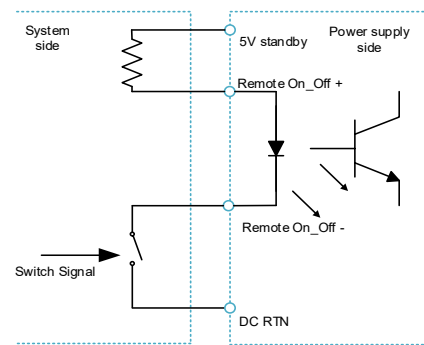 System
side
Power supply
side
5V standby
Remote On_Off +
Remote On_Off -
Switch Signal
DC RTN